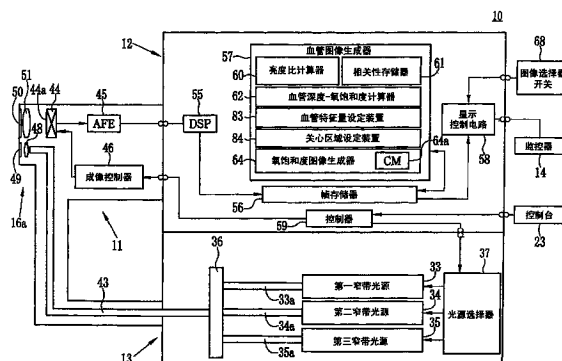 10
12
57
血管图像生成器
60
亮度比计算器
相关性存储器
61
62
血管深度-氧饱和度计算器
83
血管特征量设定装置
84
关心区域设定装置
64
氧饱和度图像生成器
CM
64a
68
图像选择器
开关
显示
控制电路
58
监控器
14
50
51
44a
44
48
49
16a
45
AFE
55
DSP
46
成像控制器
帧存储器
56
控制器
59
控制台
23
11
36
37
43
第一窄带光源
33
33a
第二窄带光源
34
34a
第三窄带光源
35
35a
光源选择器
13